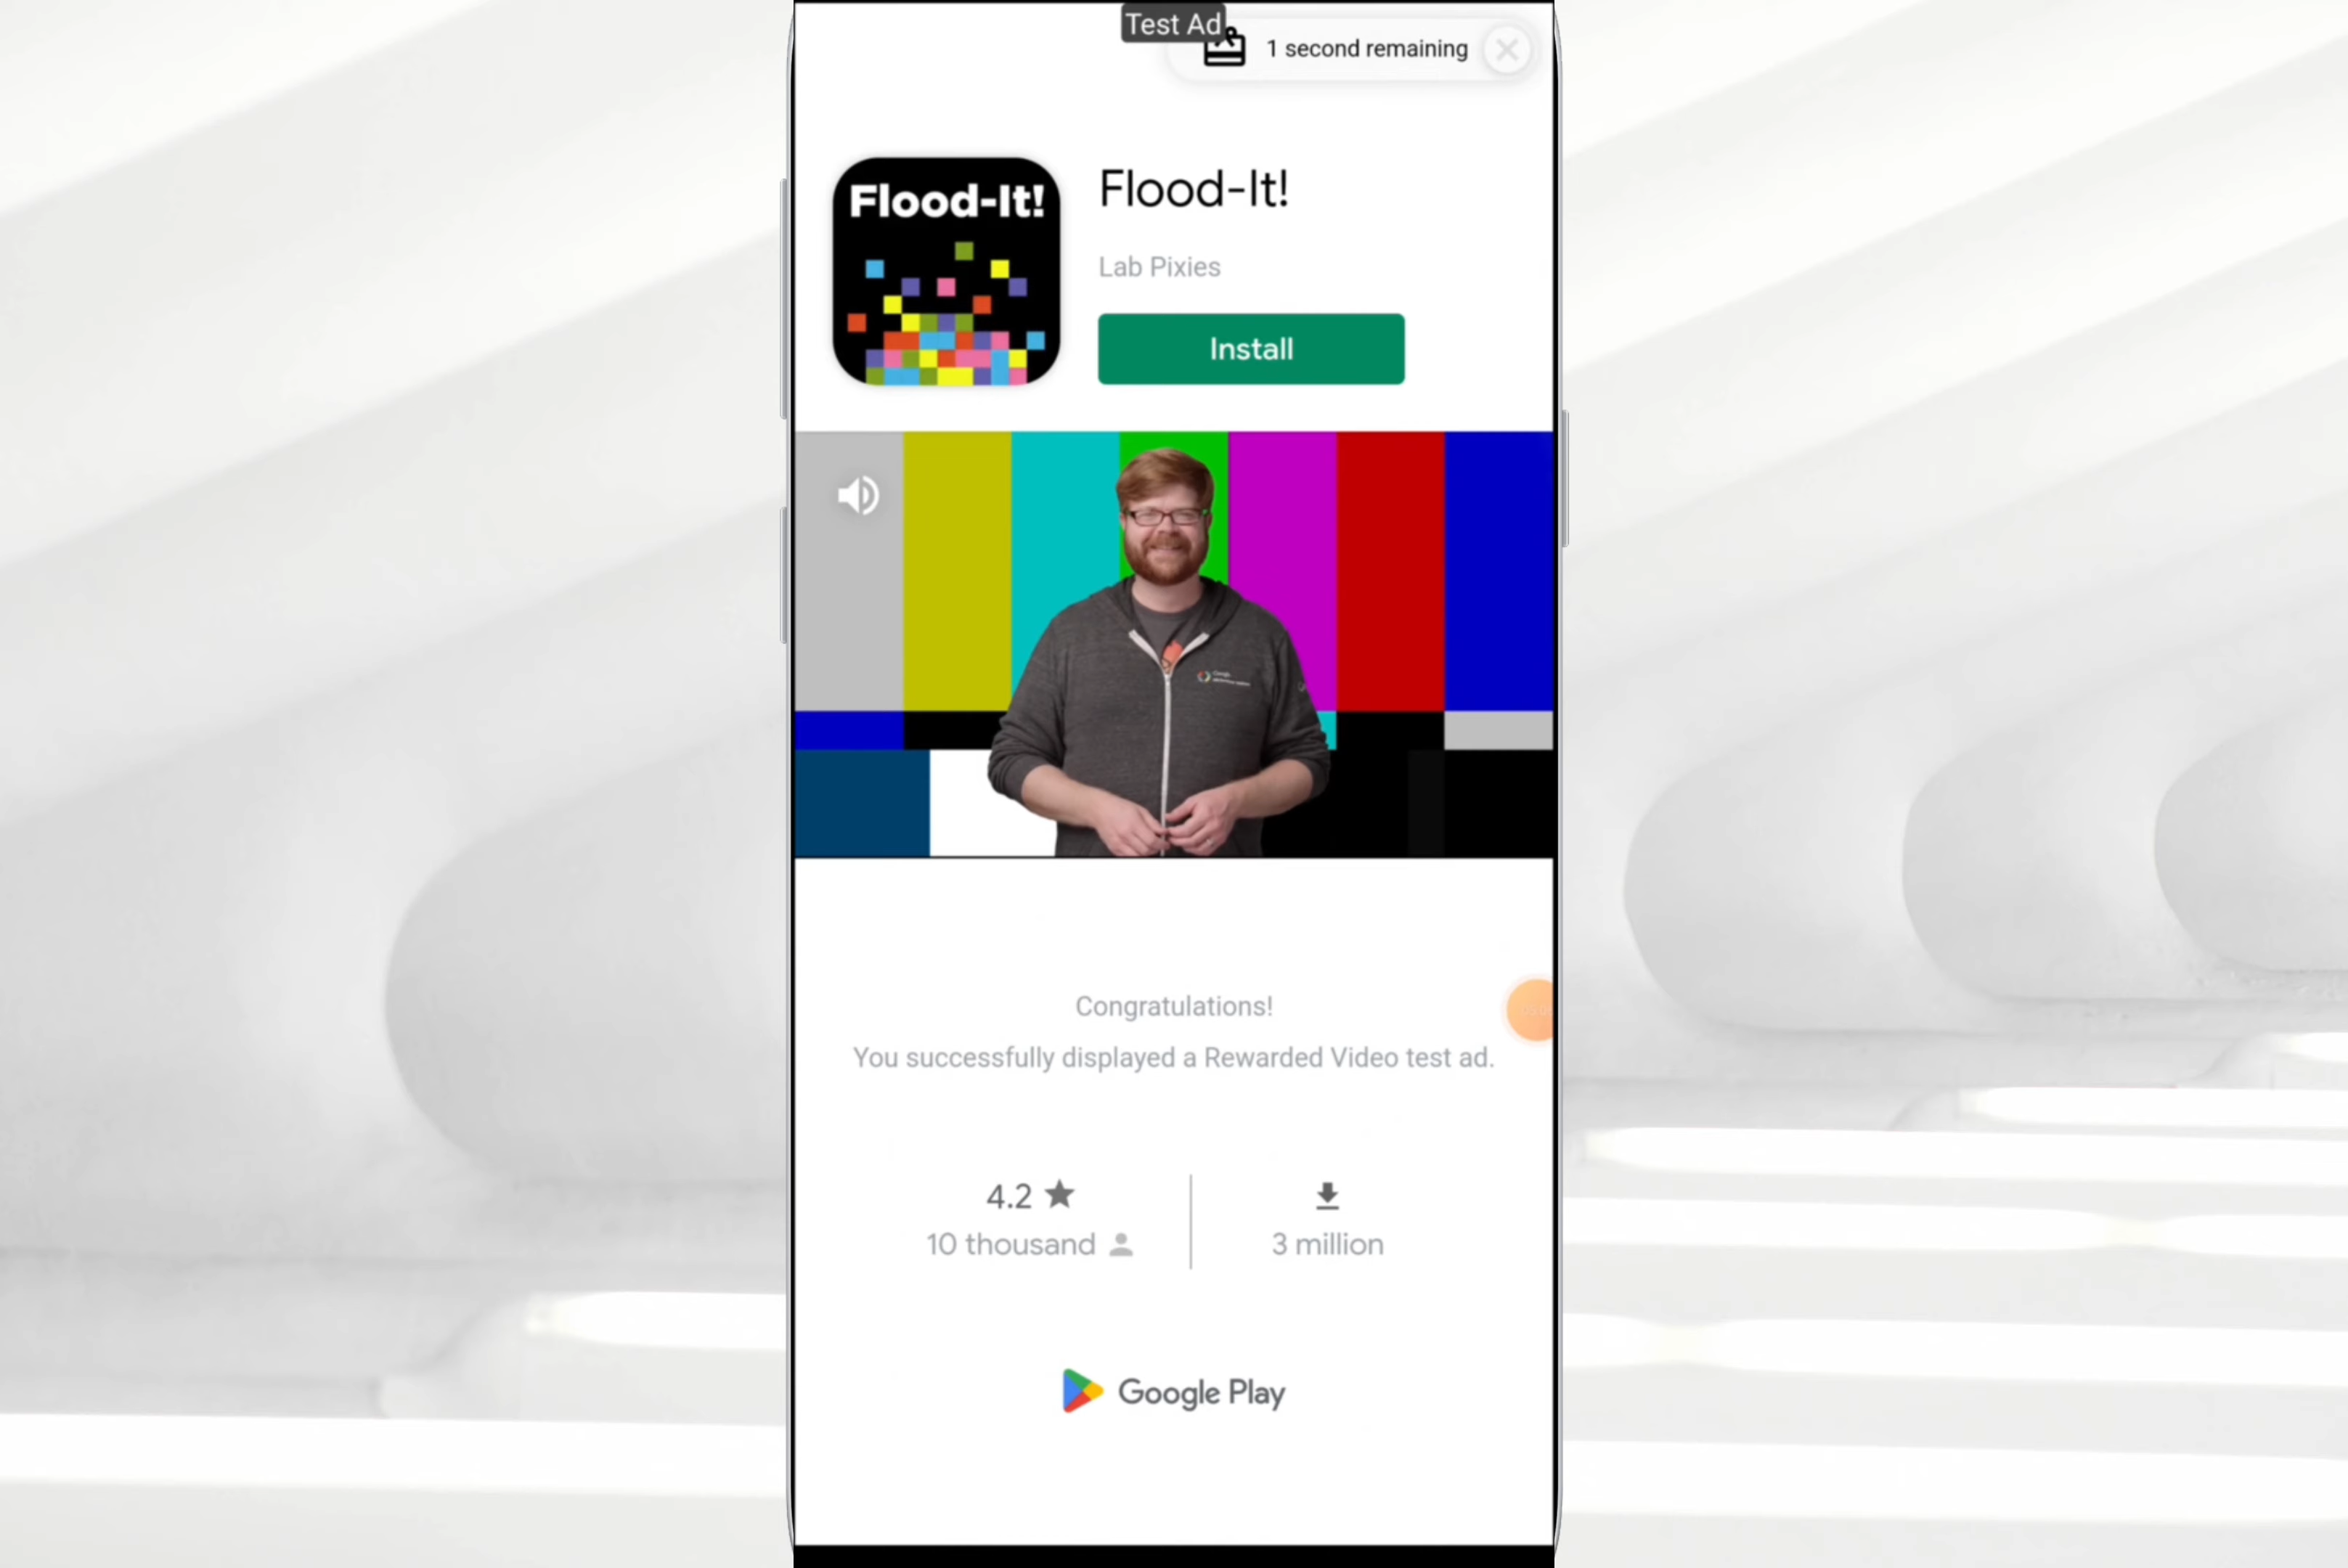 Test Ad
1 second remaining
Flood-It!
Flood-It!
Lab Pixies
Install
Congratulations!
You successfully displayed a Rewarded Video test ad.
4.2
10 thousand
3 million
Google Play